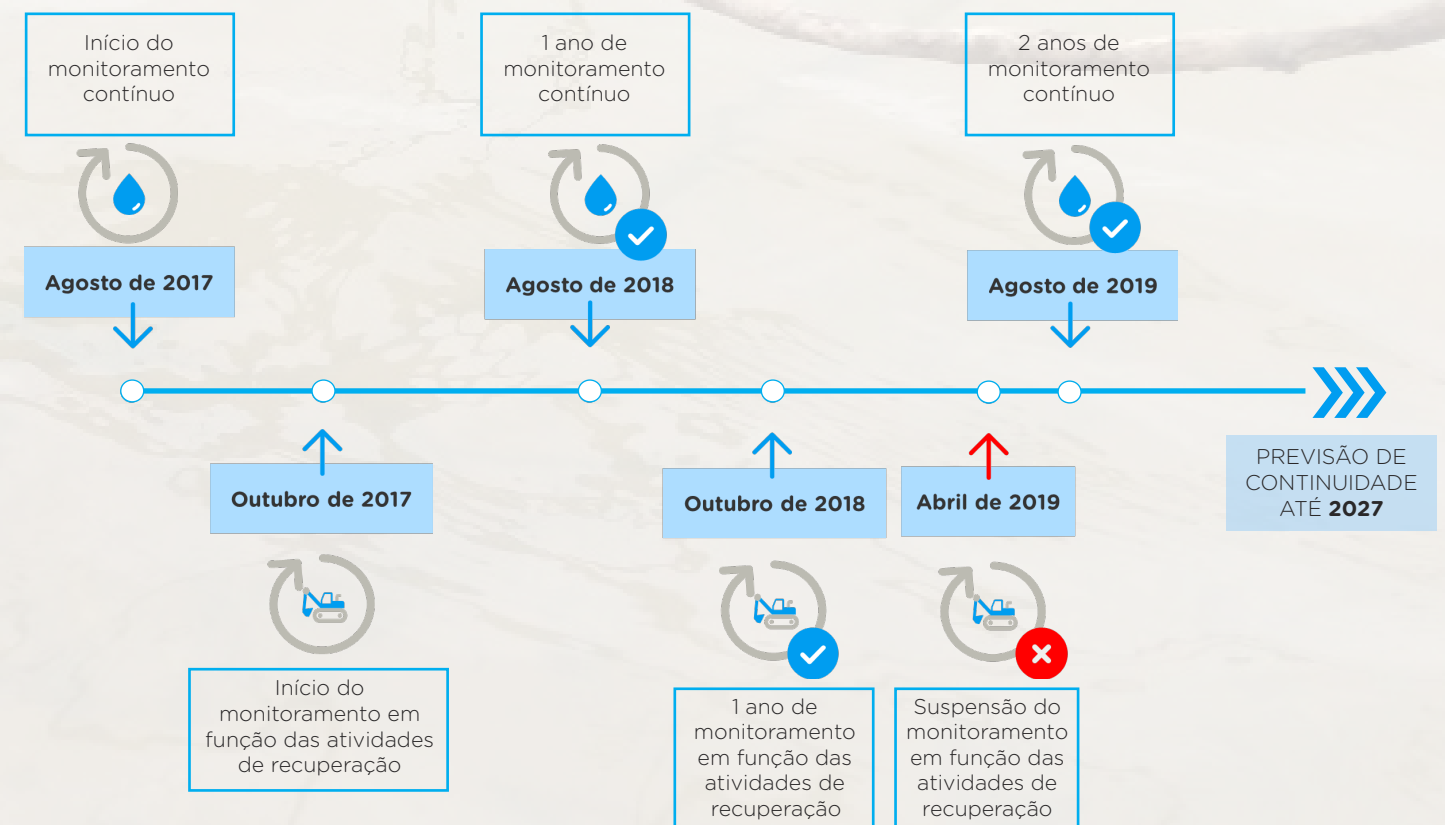 Início do
monitoramento
contínuo
1 ano de
monitoramento
contínuo
2 anos de
monitoramento
contínuo
Agosto de 2017
Agosto de 2018
Agosto de 2019
PREVISÃO DE
CONTINUIDADE
ATÉ 2027
Outubro de 2017
Outubro de 2018
Abril de 2019
Início do
monitoramento em
função das atividades
de recuperação
1 ano de
monitoramento
em função das
atividades de
recuperação
Suspensão do
monitoramento
em função das
atividades de
recuperação